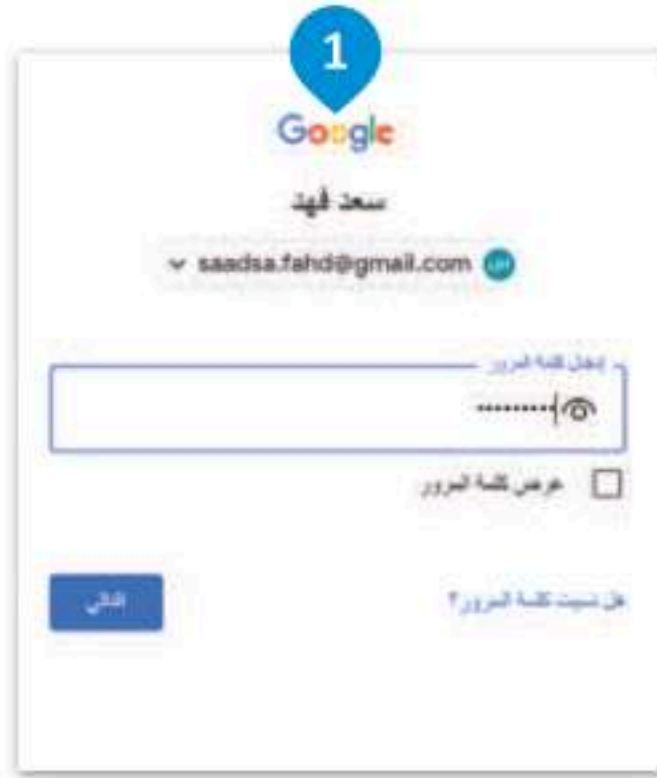 1
Google
سعد فهد
saadsa.fahd@gmail.com
إدخال كلمة المرور
عرض كلمة المرور
هل نسيت كلمة المرور؟
التالي